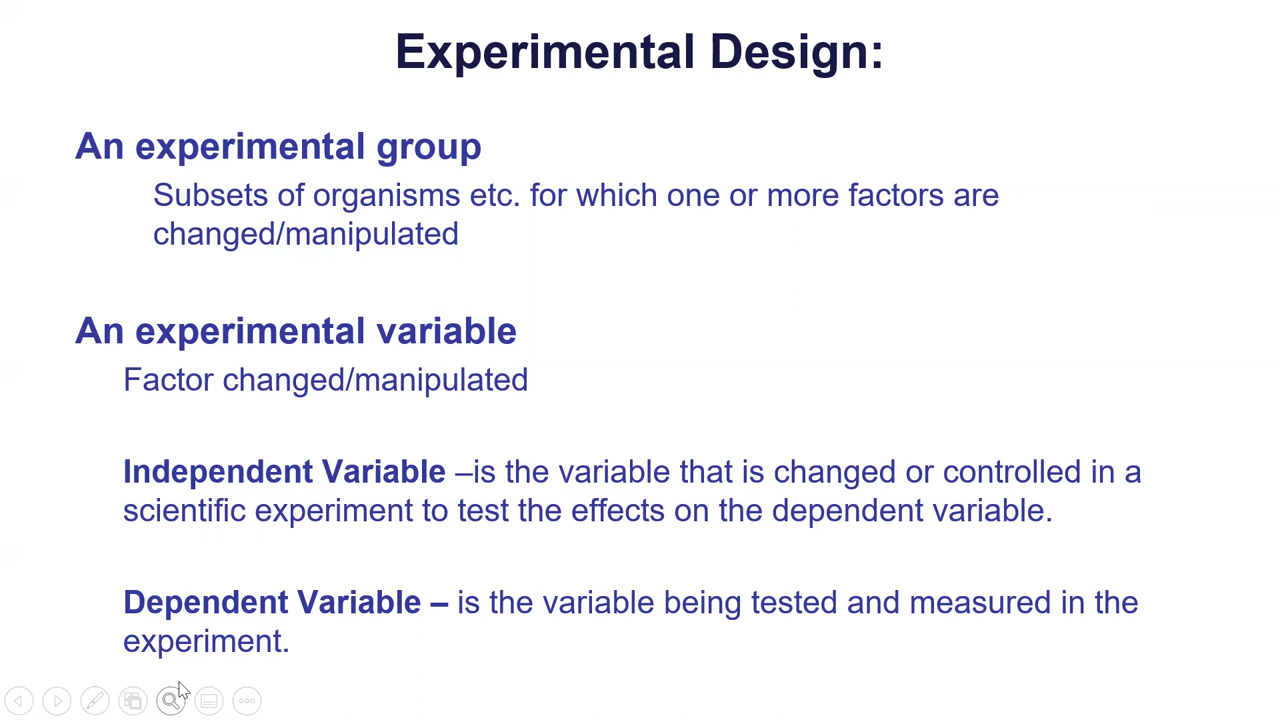 Experimental Design:
An experimental group
Subsets of organisms etc. for which one or more factors are
changed/manipulated
An experimental variable
Factor changed/manipulated
Independent Variable –is the variable that is changed or controlled in a
scientific experiment to test the effects on the dependent variable.
Dependent Variable – is the variable being tested and measured in the
experiment.